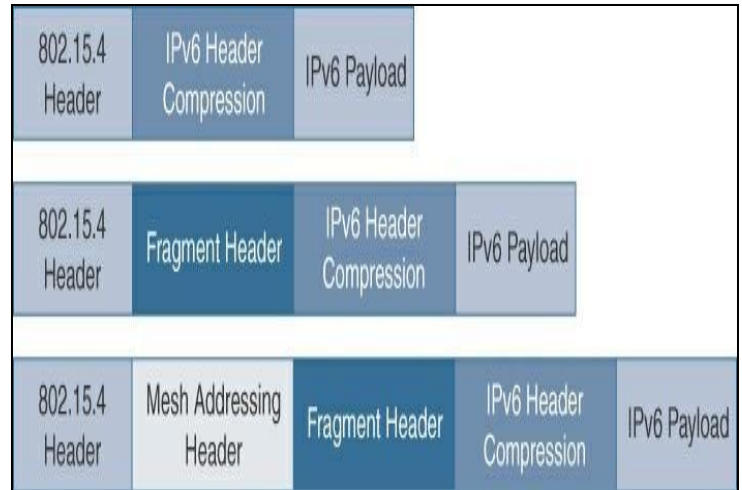 802.15.4
Header
IPv6 Header
Compression
IPv6 Payload
802.15.4
Header
Fragment Header
IPv6 Header
Compression
IPv6 Payload
802.15.4
Header
Mesh Addressing
Header
Fragment Header
IPv6 Header
Compression
IPv6 Payload